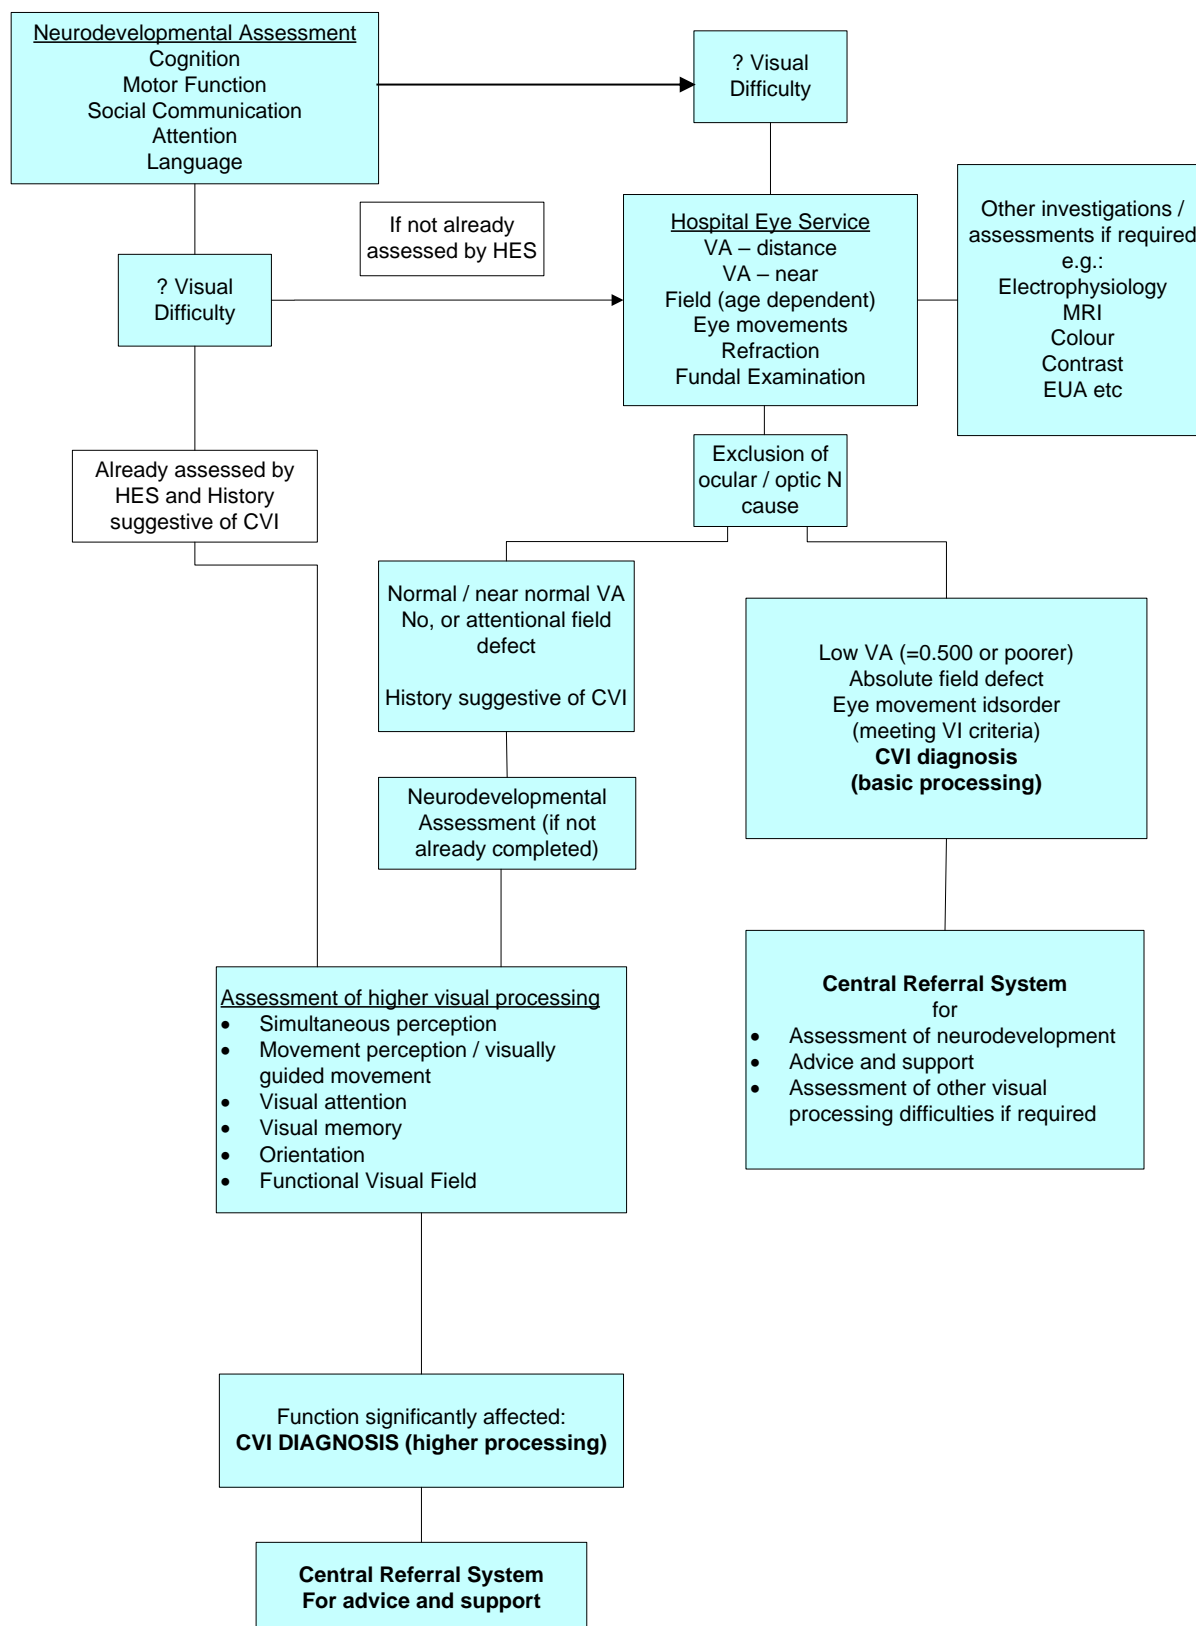 Neurodevelopmental Assessment
Cognition
Motor Function
Social Communication
Attention
Language
? Visual
Difficulty
If not already
assessed by HES
? Visual
Difficulty
Hospital Eye Service
VA – distance
VA – near
Field (age dependent)
Eye movements
Refraction
Fundal Examination
Other investigations /
assessments if required
e.g.:
Electrophysiology
MRI
Colour
Contrast
EUA etc
Already assessed by
HES and History
suggestive of CVI
Exclusion of
ocular / optic N
cause
Normal / near normal VA
No, or attentional field
defect
History suggestive of CVI
Low VA (=0.500 or poorer)
Absolute field defect
Eye movement idsorder
(meeting VI criteria)
CVI diagnosis
(basic processing)
Neurodevelopmental
Assessment (if not
already completed)
Assessment of higher visual processing
• Simultaneous perception
• Movement perception / visually
guided movement
• Visual attention
• Visual memory
• Orientation
• Functional Visual Field
Central Referral System
for
• Assessment of neurodevelopment
• Advice and support
• Assessment of other visual
processing difficulties if required
Function significantly affected:
CVI DIAGNOSIS (higher processing)
Central Referral System
For advice and support